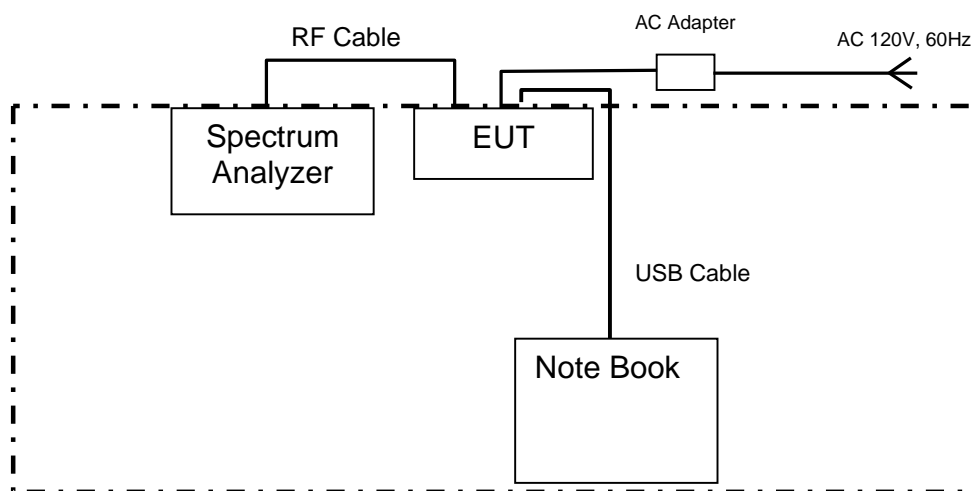 AC Adapter
RF Cable
AC 120V, 60Hz
Spectrum
Analyzer
EUT
USB Cable
Note Book